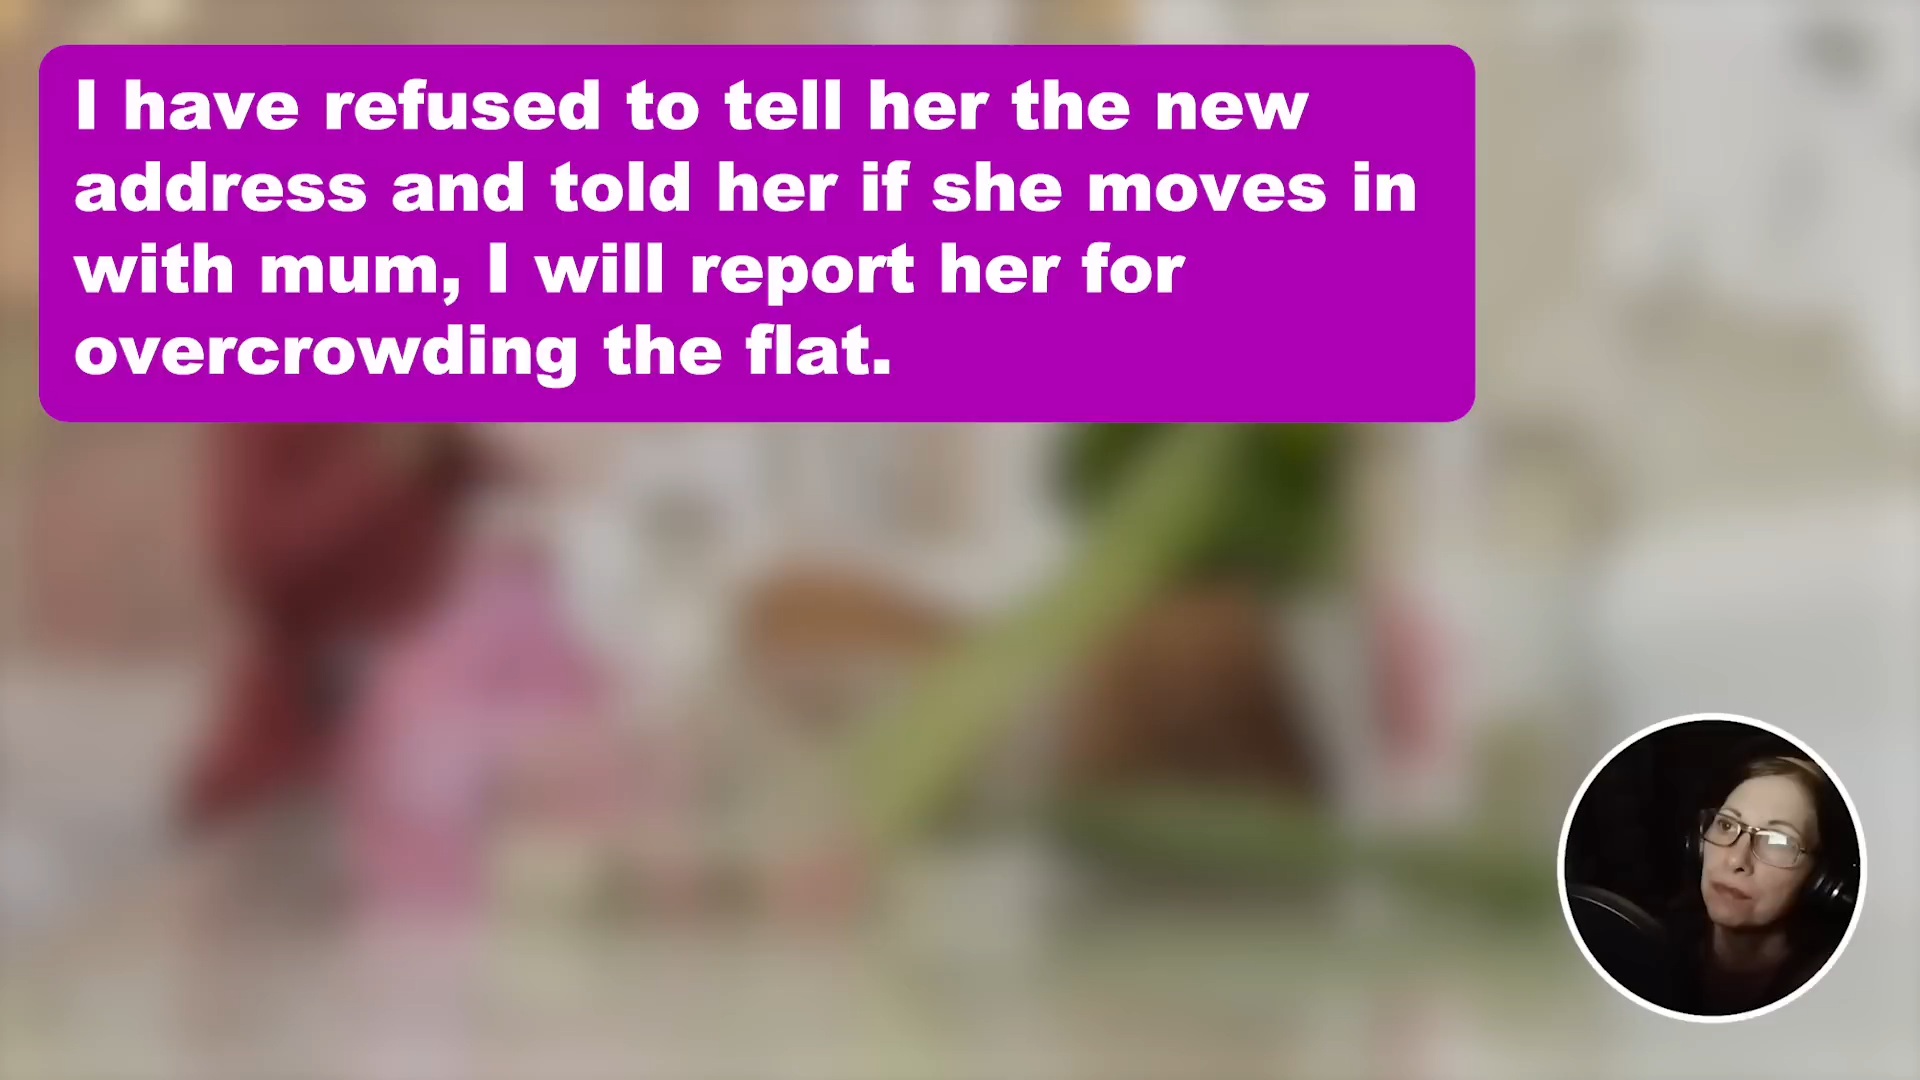 I have refused to tell her the new
address and told her if she moves in
with mum, I will report her for
overcrowding the flat.